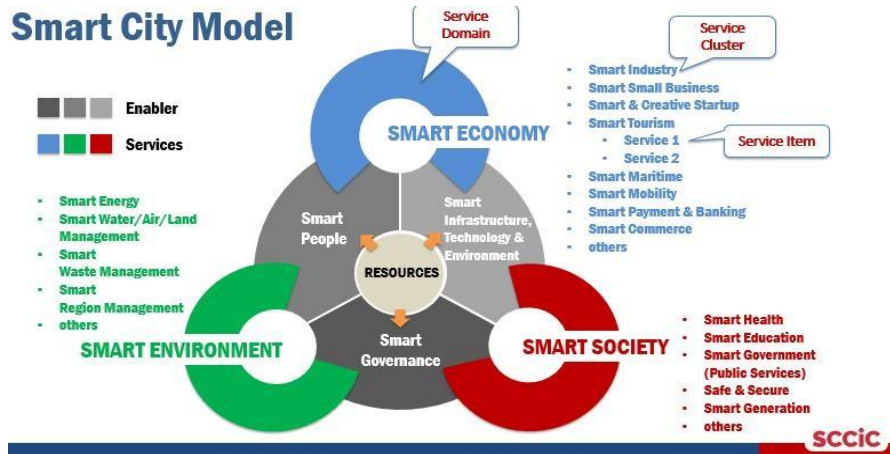 Smart City Model
Service
Domain
Service
Cluster
Enabler
Services
SMART ECONOMY
• Smart Industry
• Smart Small Business
• Smart & Creative Startup
• Smart Tourism
• Service 1
• Service 2
Service Item
• Smart Maritime
• Smart Mobility
• Smart Payment & Banking
• Smart Commerce
• others
• Smart Energy
• Smart Water/Air/Land
Management
• Smart
Waste Management
• Smart
Region Management
• others
Smart
People
Smart
Infrastructure,
Technology &
Environment
RESOURCES
Smart
Governance
SMART ENVIRONMENT
SMART SOCIETY
• Smart Health
• Smart Education
• Smart Government
(Public Services)
• Safe & Secure
• Smart Generation
• others
sccic